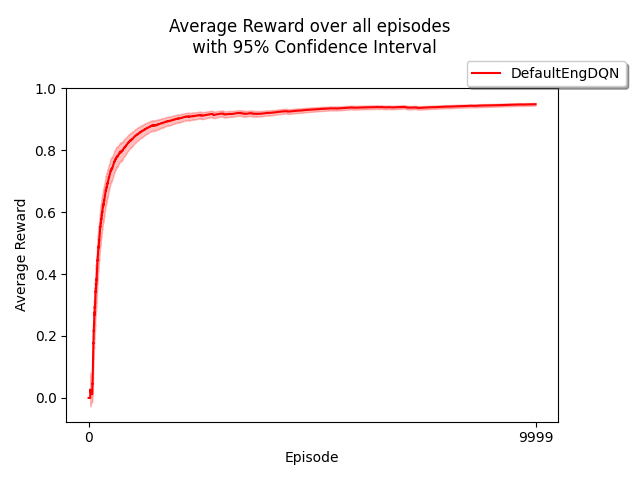 Average Reward over all episodes
with 95% Confidence Interval
DefaultEngDQN
1.0
0.8
0.6
0.4
0.2
0.0
Average Reward
0
9999
Episode